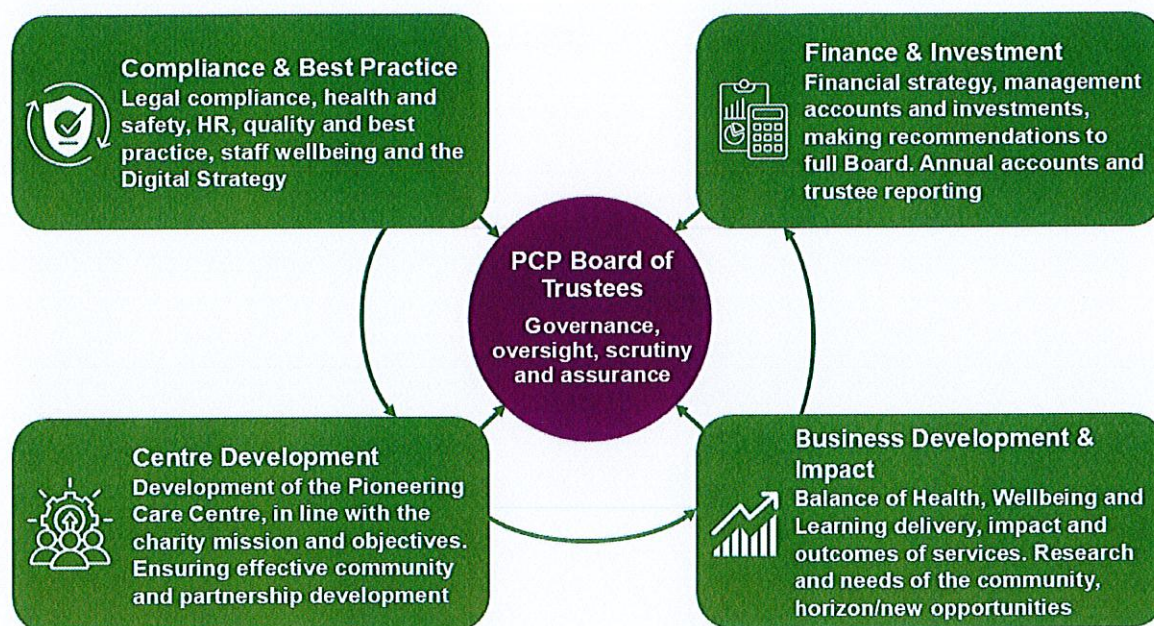 Compliance & Best Practice
Legal compliance, health and
safety, HR, quality and best
practice, staff wellbeing and the
Digital Strategy
Finance & Investment
Financial strategy, management
accounts and investments,
making recommendations to
full Board. Annual accounts and
trustee reporting
PCP Board of
Trustees
Governance,
oversight, scrutiny
and assurance
Centre Development
Development of the Pioneering
Care Centre, in line with the
charity mission and objectives.
Ensuring effective community
and partnership development
Business Development &
Impact
Balance of Health, Wellbeing and
Learning delivery, impact and
outcomes of services. Research
and needs of the community,
horizon/new opportunities